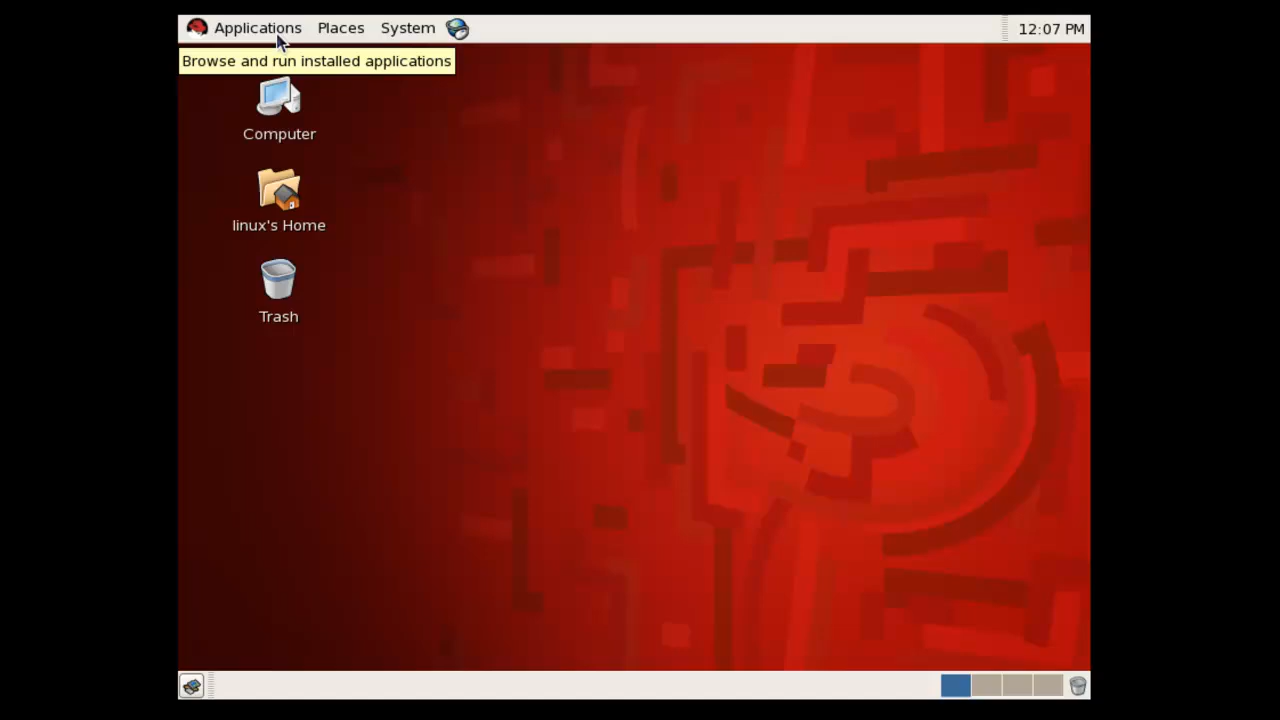 Applications Places System 12:07 PM
Browse and run installed applications
Computer
linux's Home
Trash